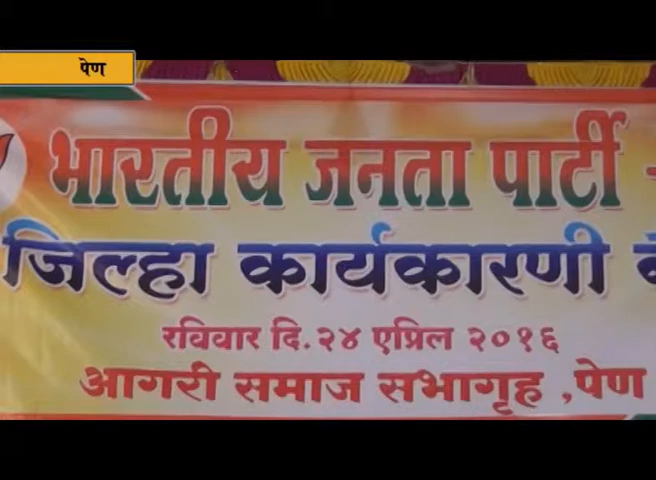 पेण
भारतीय जनता पार्टी -
जिल्हा कार्यकारणी
रविवार दि.२४ एप्रिल २०१६
आगरी समाज सभागृह ,पेण